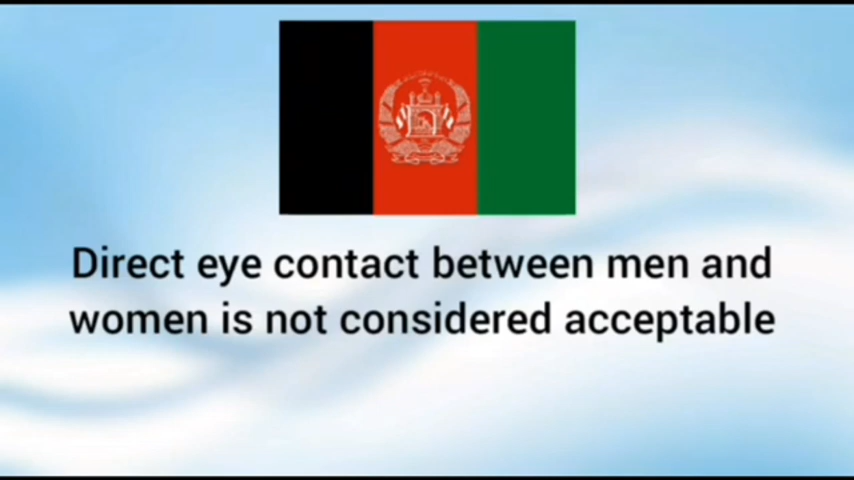 Direct eye contact between men and
women is not considered acceptable